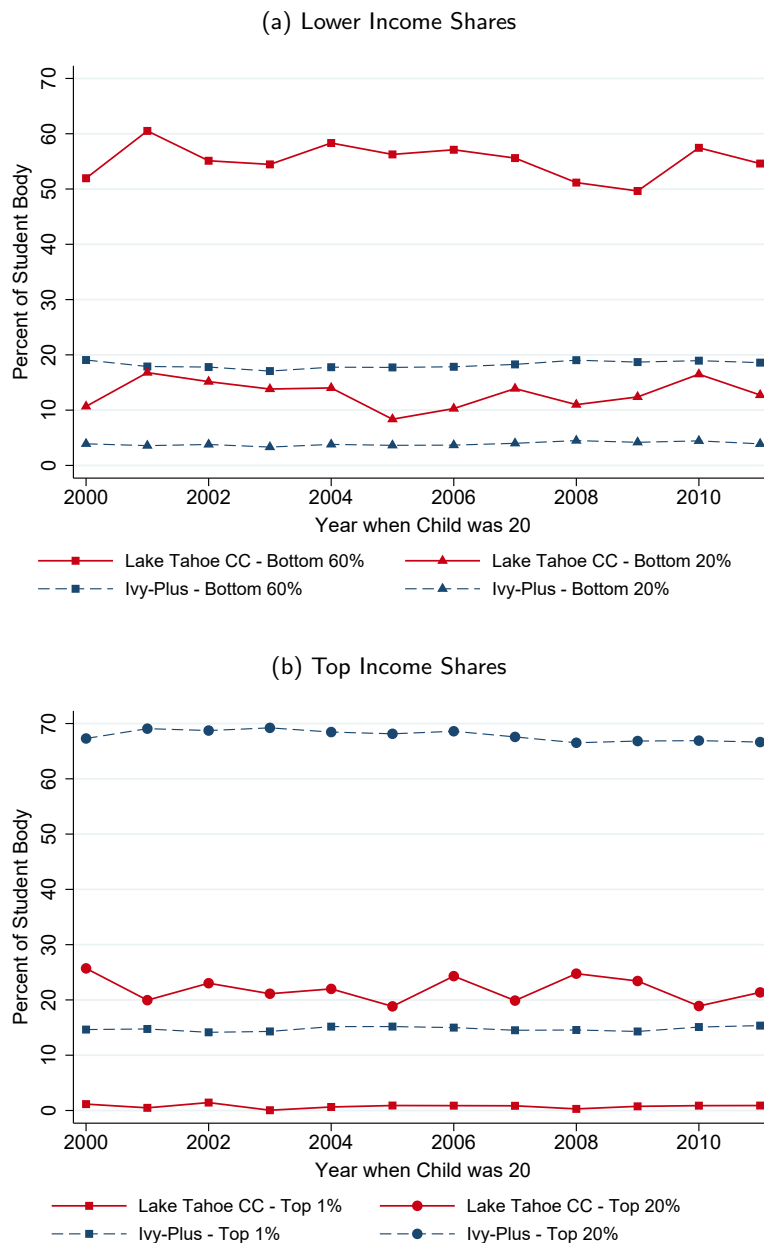 (a) Lower Income Shares
Percent of Student Body
70
60
50
40
30
20
10
0
2000 2002 2004 2006 2008 2010
Year when Child was 20
Lake Tahoe CC - Bottom 60% Lake Tahoe CC - Bottom 20%
Ivy-Plus - Bottom 60% Ivy-Plus - Bottom 20%
(b) Top Income Shares
Percent of Student Body
70
60
50
40
30
20
10
0
2000 2002 2004 2006 2008 2010
Year when Child was 20
Lake Tahoe CC - Top 1% Lake Tahoe CC - Top 20%
Ivy-Plus - Top 1% Ivy-Plus - Top 20%